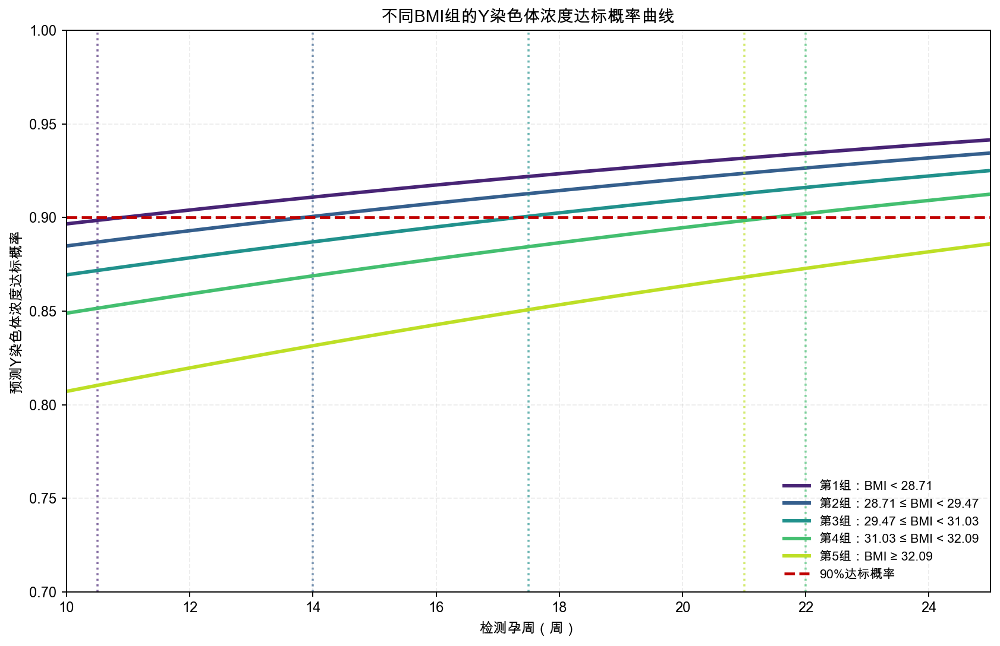 不同BMI组的Y染色体浓度达标概率曲线
预测Y染色体浓度达标概率
1.00
0.95
0.90
0.85
0.80
0.75
0.70
第1组：BMI < 28.71
第2组：28.71 ≤ BMI < 29.47
第3组：29.47 ≤ BMI < 31.03
第4组：31.03 ≤ BMI < 32.09
第5组：BMI ≥ 32.09
90%达标概率
10 12 14 16 18 20 22 24
检测孕周（周）